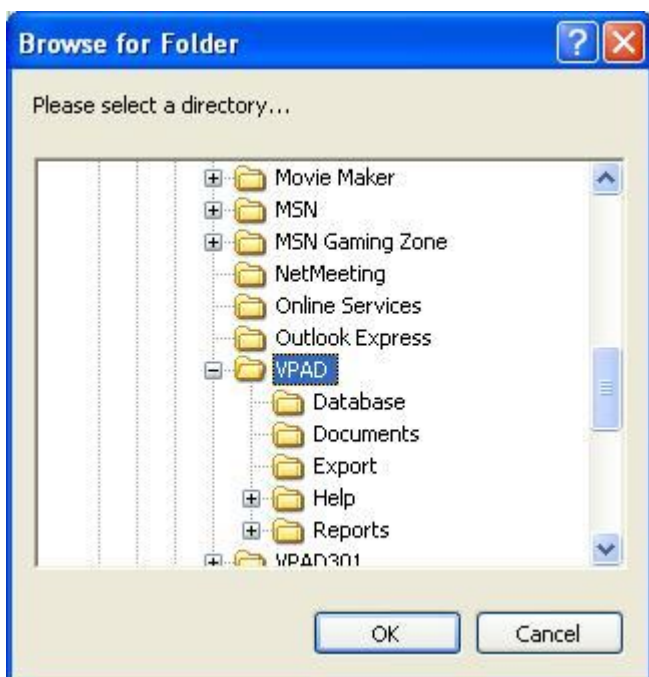 Browse for Folder
Please select a directory...
Movie Maker
MSN
MSN Gaming Zone
NetMeeting
Online Services
Outlook Express
VPAD
Database
Documents
Export
Help
Reports
VPAD301
OK Cancel